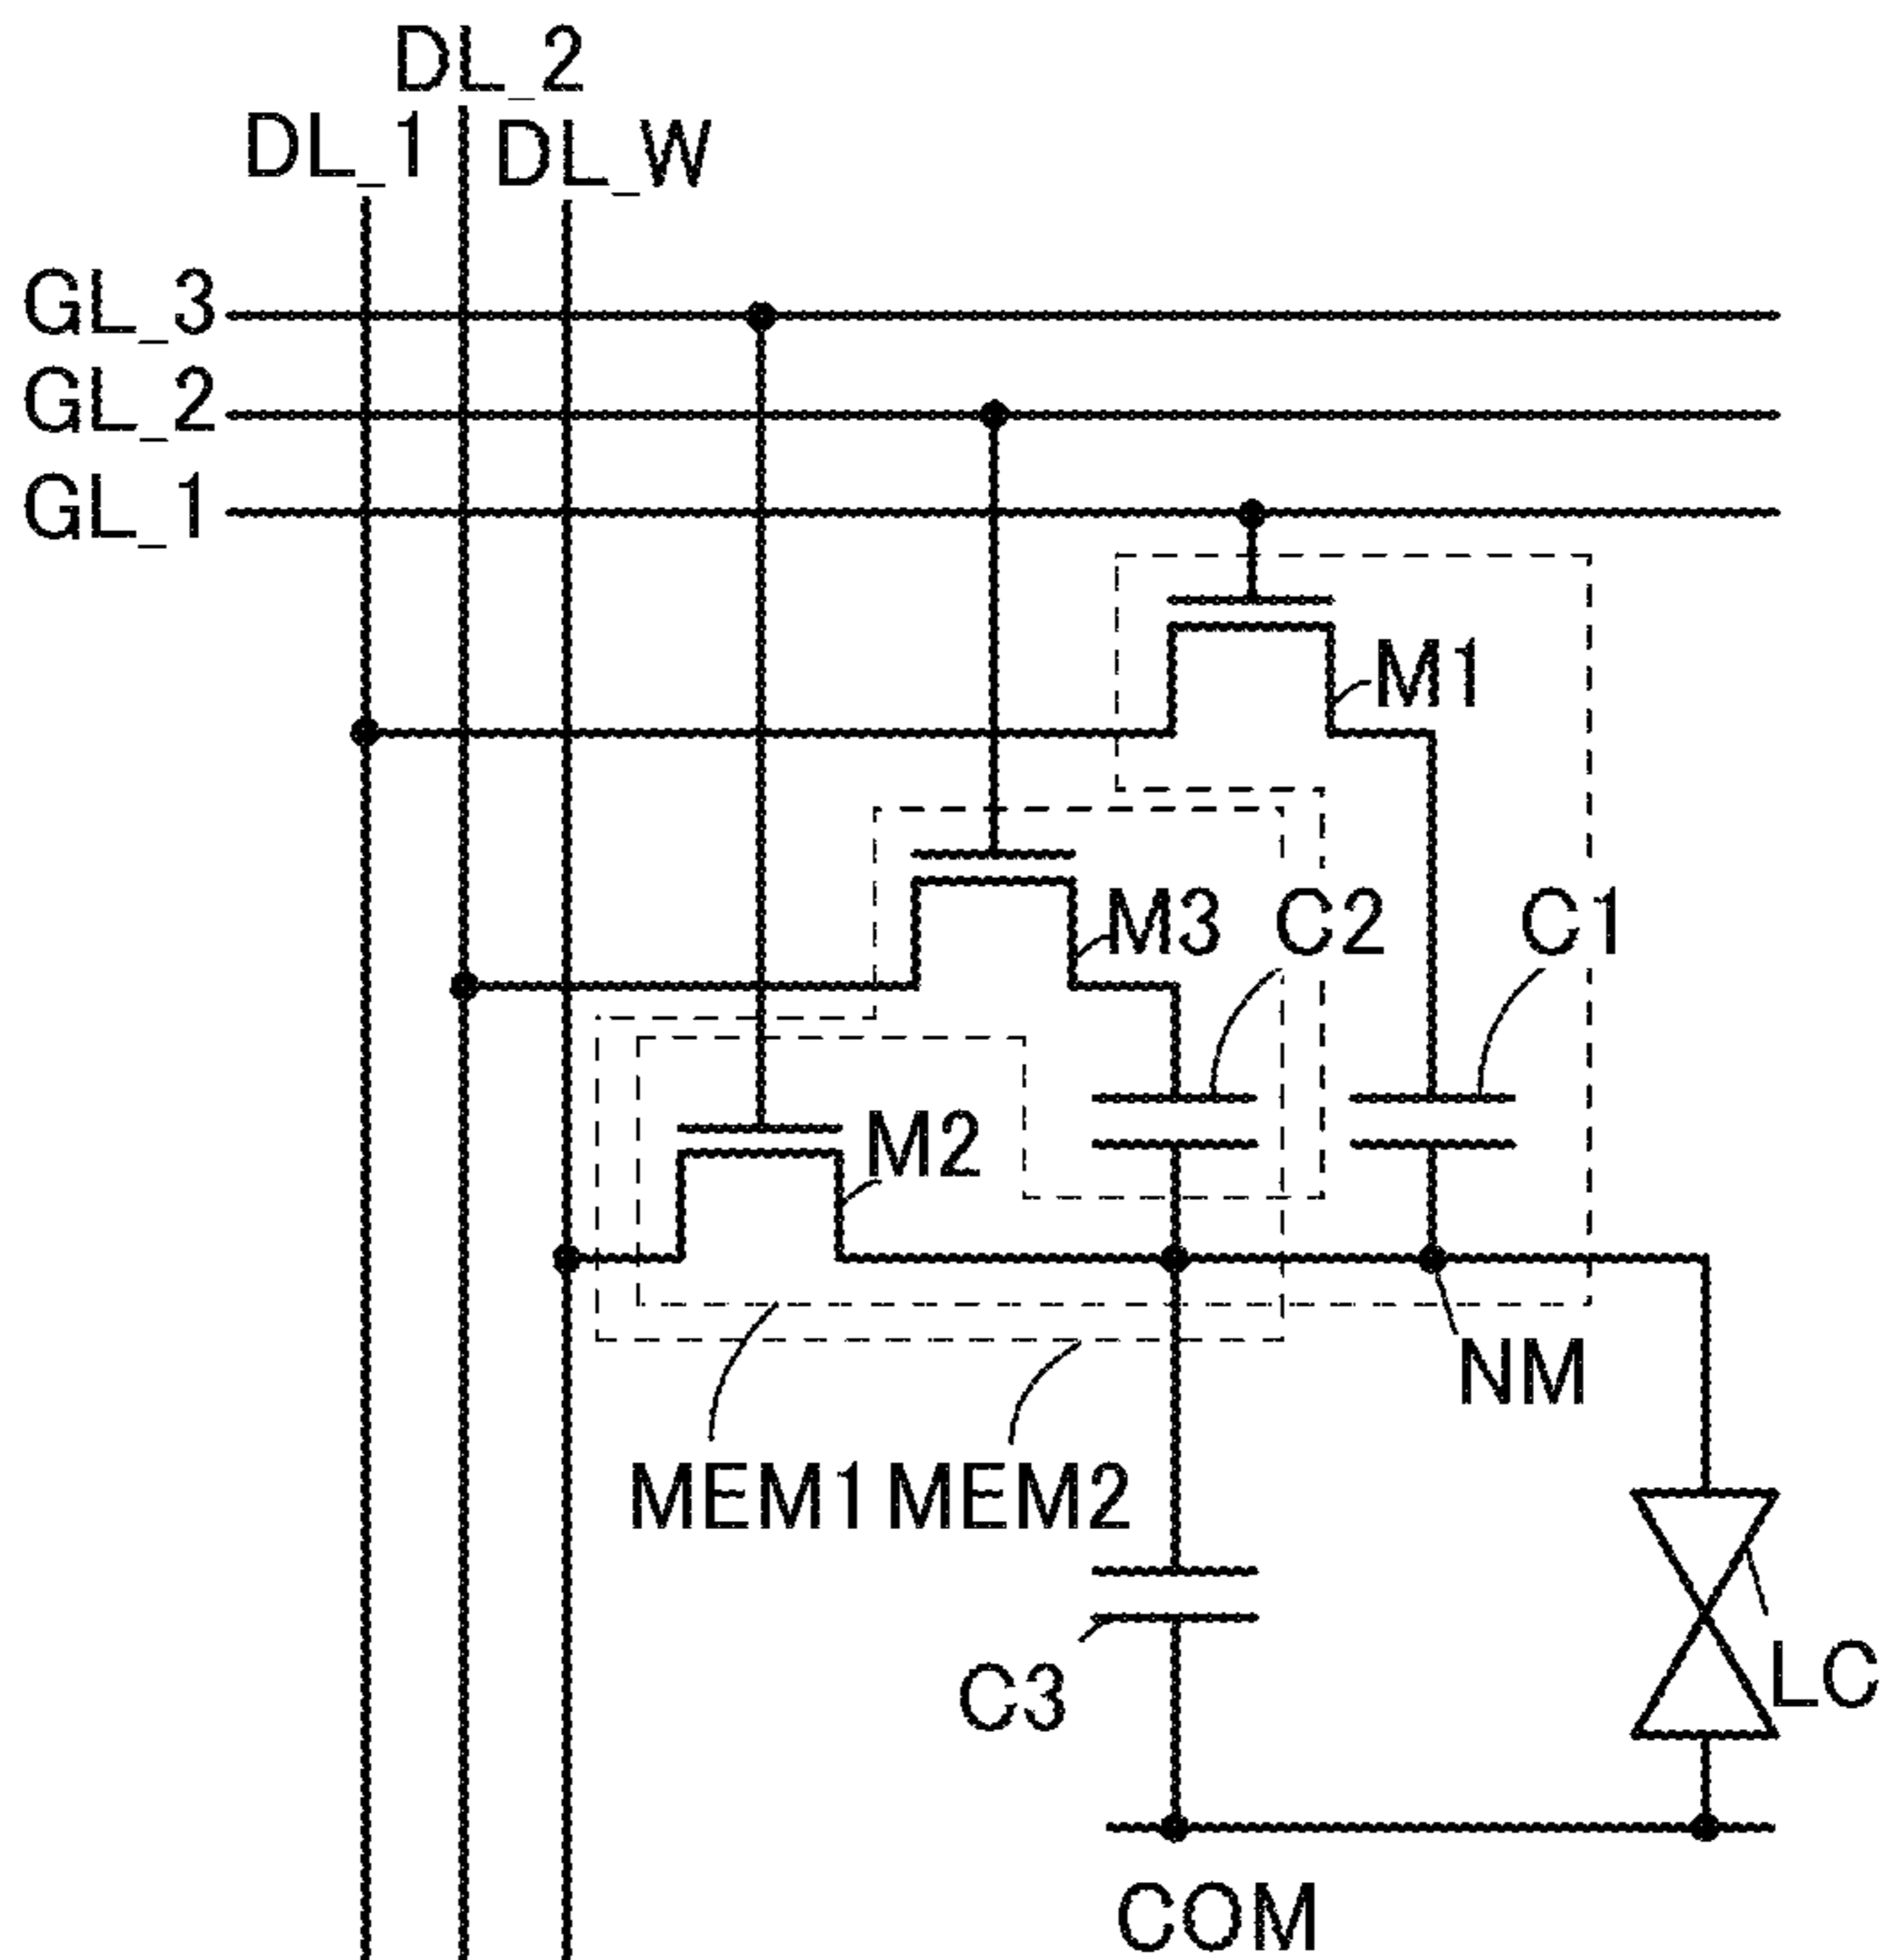 DL_2
DL_1
DL_W
GL_3
GL_2
GL_1
M1
M3
C2
C1
M2
NM
MEM1
MEM2
C3
LC
COM